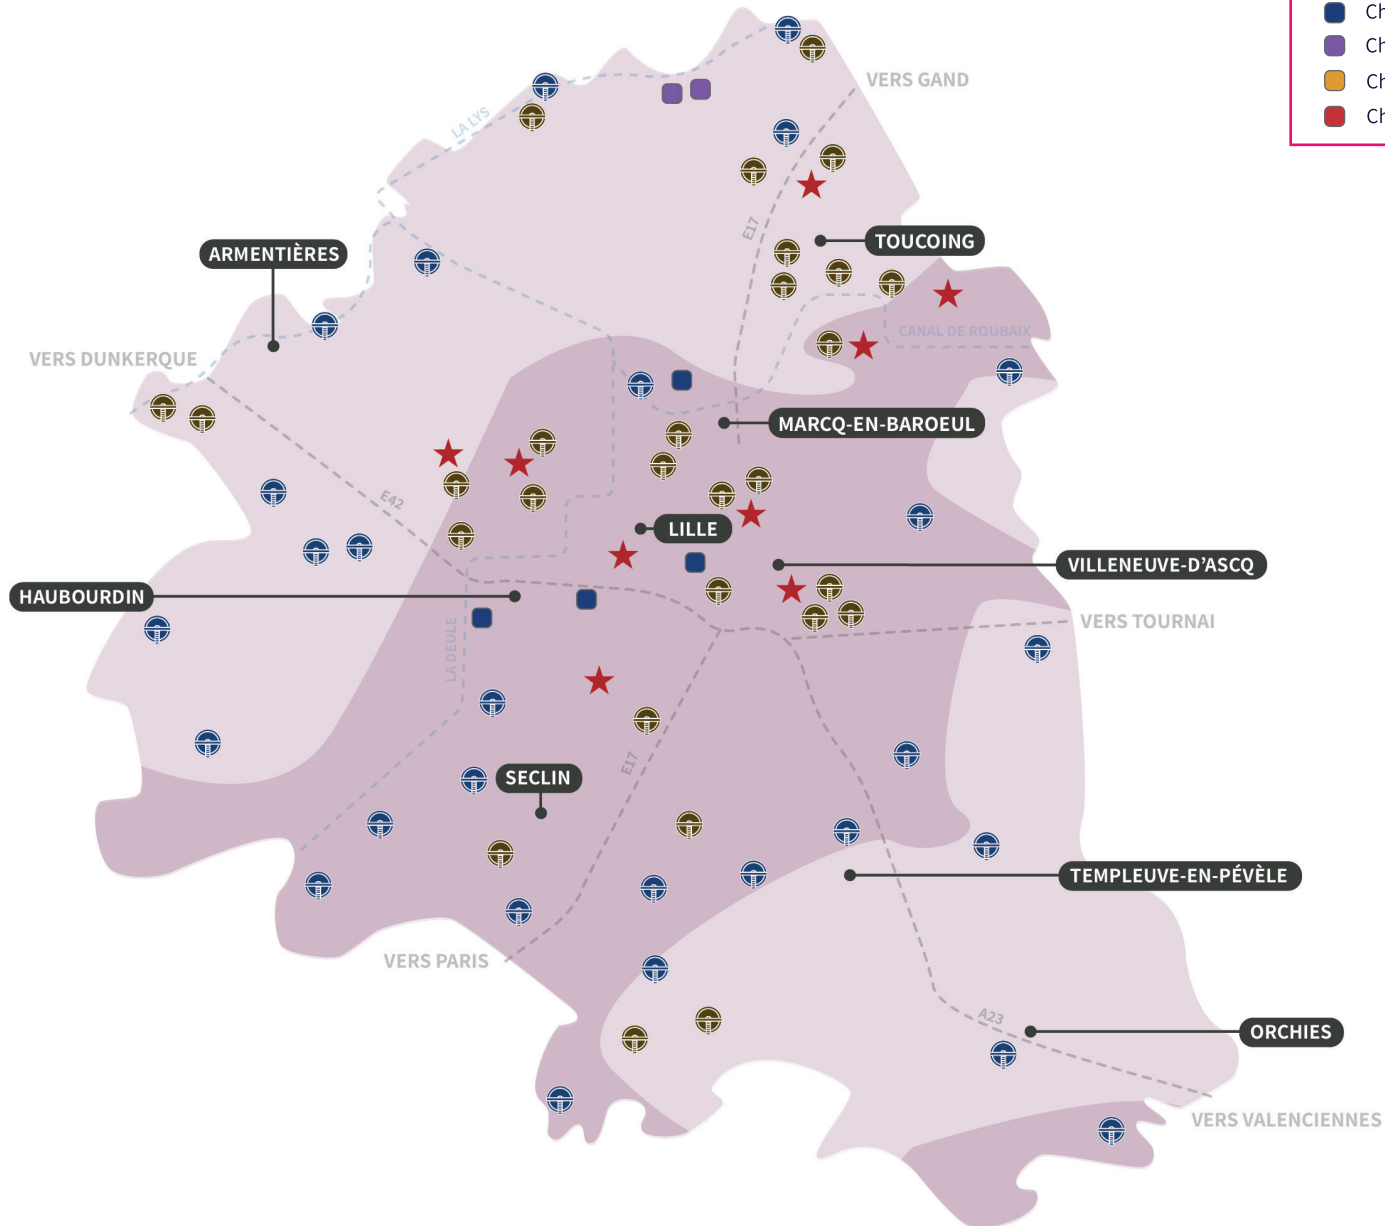 Ch
Ch
Ch
Ch
VERS GAND
LA LYS
E17
TOUCOING
ARMENTIÈRES
CANAL DE ROUBAIX
VERS DUNKERQUE
MARCQ-EN-BAROEUL
E42
LILLE
VILLENEUVE-D'ASCQ
HAUBOURDIN
VERS TOURNAI
LA DEULE
E17
SECLIN
TEMPLEUVE-EN-PÉVÈLE
VERS PARIS
A23
ORCHIES
VERS VALENCIENNES